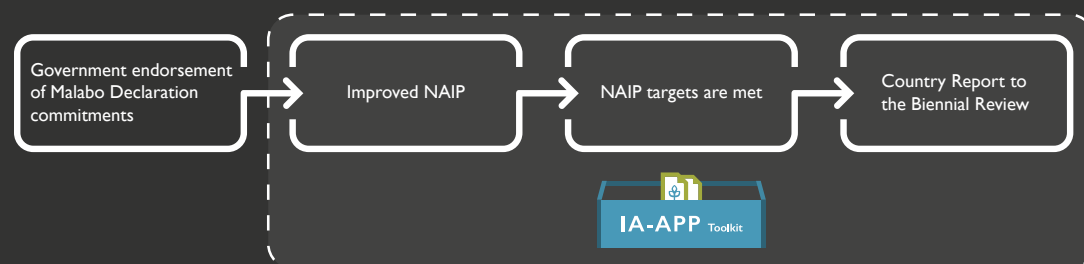 Government endorsement
of Malabo Declaration
commitments
Improved NAIP
NAIP targets are met
Country Report to
the Biennial Review
IA-APP Toolkit